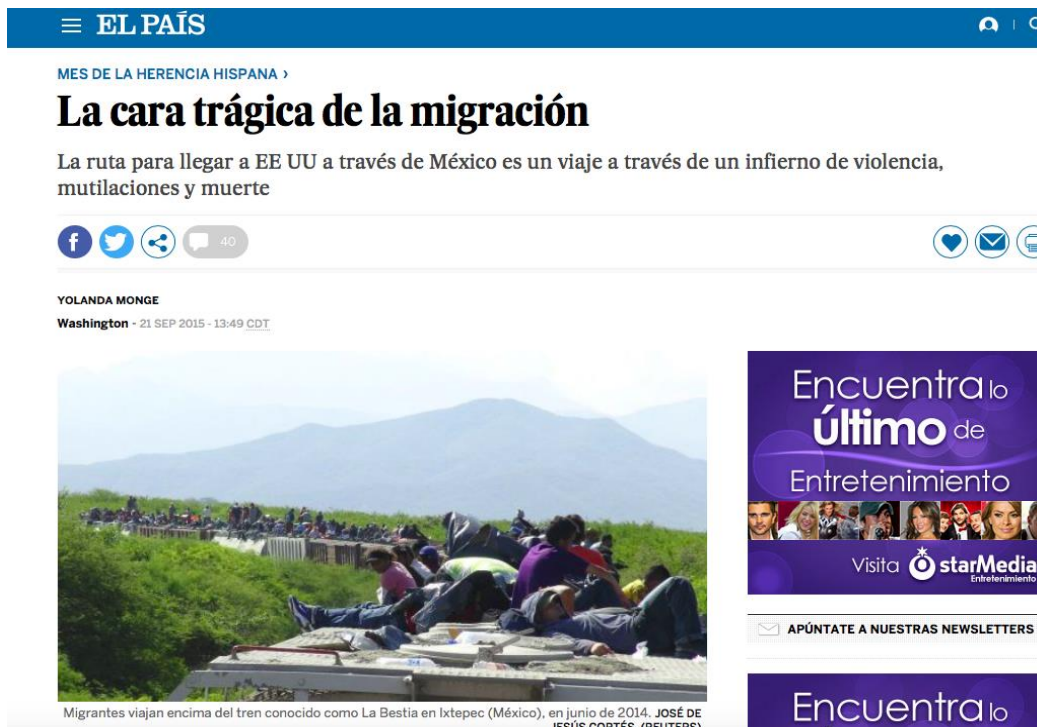 EL PAÍS
MES DE LA HERENCIA HISPANA ›
La cara trágica de la migración
La ruta para llegar a EE UU a través de México es un viaje a través de un infierno de violencia,
mutilaciones y muerte
40
YOLANDA MONGE
Washington - 21 SEP 2015 - 13:49 CDT
Encuentra lo
último de
Entretenimiento
Visita starMedia
Entretenimiento
APÚNTATE A NUESTRAS NEWSLETTERS
Encuentra lo
Migrantes viajan encima del tren conocido como La Bestia en Ixtepec (México), en junio de 2014. JOSÉ DE
JESÚS CORTÉS (REUTERS)